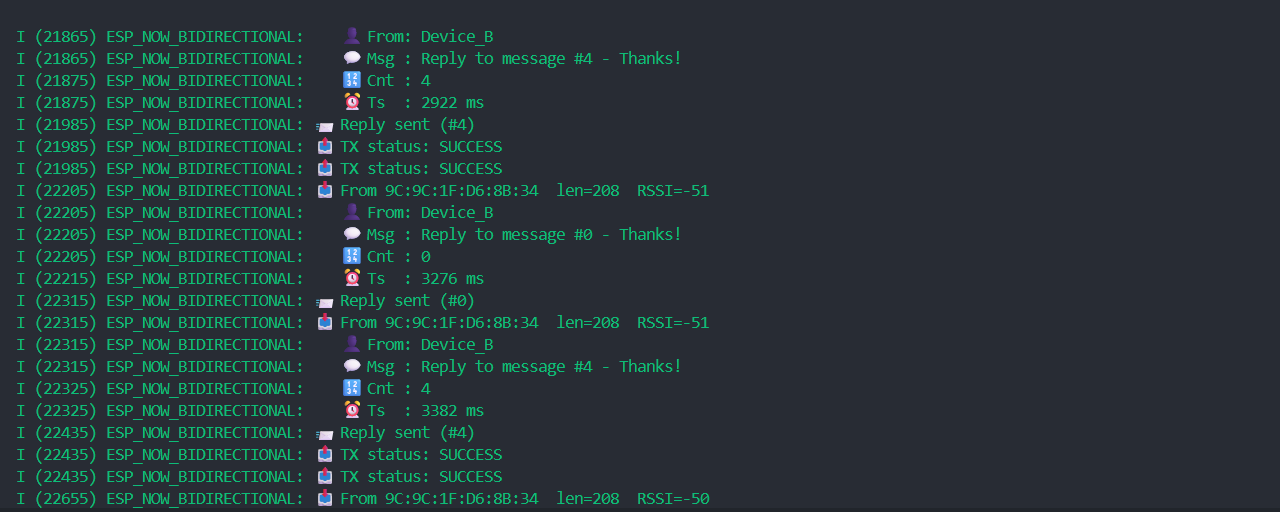 I (21865) ESP_NOW_BIDIRECTIONAL:    👤 From: Device_B
I (21865) ESP_NOW_BIDIRECTIONAL:    💬 Msg : Reply to message #4 - Thanks!
I (21875) ESP_NOW_BIDIRECTIONAL:    🔢 Cnt : 4
I (21875) ESP_NOW_BIDIRECTIONAL:    ⏰ Ts  : 2922 ms
I (21985) ESP_NOW_BIDIRECTIONAL: 📨 Reply sent (#4)
I (21985) ESP_NOW_BIDIRECTIONAL: 📤 TX status: SUCCESS
I (21985) ESP_NOW_BIDIRECTIONAL: 📤 TX status: SUCCESS
I (22205) ESP_NOW_BIDIRECTIONAL: 📥 From 9C:9C:1F:D6:8B:34  len=208  RSSI=-51
I (22205) ESP_NOW_BIDIRECTIONAL:    👤 From: Device_B
I (22205) ESP_NOW_BIDIRECTIONAL:    💬 Msg : Reply to message #0 - Thanks!
I (22205) ESP_NOW_BIDIRECTIONAL:    🔢 Cnt : 0
I (22215) ESP_NOW_BIDIRECTIONAL:    ⏰ Ts  : 3276 ms
I (22315) ESP_NOW_BIDIRECTIONAL: 📨 Reply sent (#0)
I (22315) ESP_NOW_BIDIRECTIONAL: 📥 From 9C:9C:1F:D6:8B:34  len=208  RSSI=-51
I (22315) ESP_NOW_BIDIRECTIONAL:    👤 From: Device_B
I (22315) ESP_NOW_BIDIRECTIONAL:    💬 Msg : Reply to message #4 - Thanks!
I (22325) ESP_NOW_BIDIRECTIONAL:    🔢 Cnt : 4
I (22325) ESP_NOW_BIDIRECTIONAL:    ⏰ Ts  : 3382 ms
I (22435) ESP_NOW_BIDIRECTIONAL: 📨 Reply sent (#4)
I (22435) ESP_NOW_BIDIRECTIONAL: 📤 TX status: SUCCESS
I (22435) ESP_NOW_BIDIRECTIONAL: 📤 TX status: SUCCESS
I (22655) ESP_NOW_BIDIRECTIONAL: 📥 From 9C:9C:1F:D6:8B:34  len=208  RSSI=-50